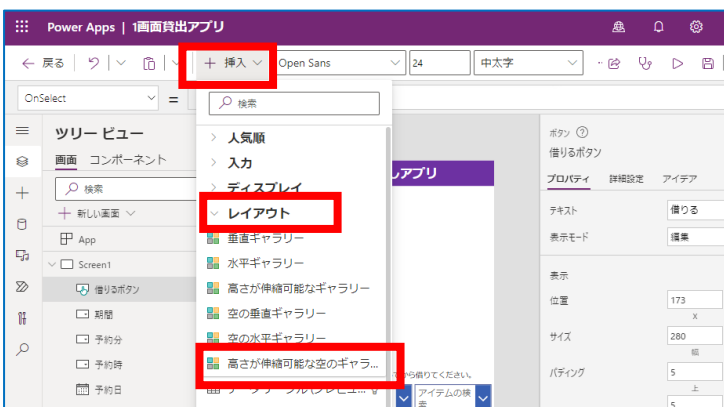 Power Apps | 1画面貸出アプリ
戻る
挿入 Open Sans 24 中太字
OnSelect =
検索
ツリー ビュー
画面 コンポーネント
検索
新しい画面
App
Screen1
借りるボタン
期間
予約分
予約時
予約日
人気順
入力
ディスプレイ
レイアウト
垂直ギャラリー
水平ギャラリー
高さが伸縮可能なギャラリー
空の垂直ギャラリー
空の水平ギャラリー
高さが伸縮可能な空のギャラ...
しアプリ
から借りてください。
アイテムの検
ボタン
借りるボタン
プロパティ 詳細設定 アイデア
テキスト 借りる
表示モード 編集
表示
位置 173
X
サイズ 280
幅
パディング 5
上
5